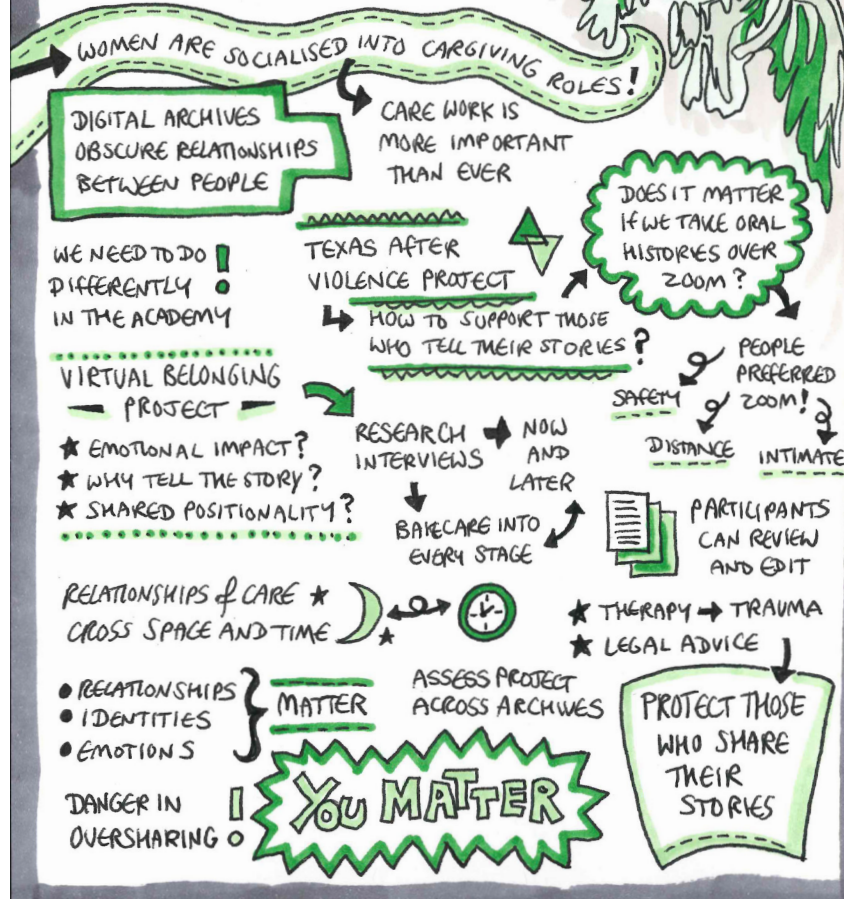 WOMEN ARE SOCIALISED INTO CARGIVING ROLES!
DIGITAL ARCHIVES
OBSCURE RELATIONSHIPS
BETWEEN PEOPLE
CARE WORK IS
MORE IMPORTANT
THAN EVER
DOES IT MATTER
IF WE TAKE ORAL
HISTORIES OVER
ZOOM?
WE NEED TO DO
DIFFERENTLY
IN THE ACADEMY
!
TEXAS AFTER
VIOLENCE PROJECT
HOW TO SUPPORT THOSE
WHO TELL THEIR STORIES?
PEOPLE
PREFERRED
ZOOM!
SAFETY
DISTANCE
INTIMATE
VIRTUAL BELONGING
PROJECT
★ EMOTIONAL IMPACT?
★ WHY TELL THE STORY?
★ SHARED POSITIONALITY?
RESEARCH
INTERVIEWS
NOW
AND
LATER
BAKE CARE INTO
EVERY STAGE
PARTICIPANTS
CAN REVIEW
AND EDIT
RELATIONSHIPS of CARE ★
CROSS SPACE AND TIME
★ THERAPY → TRAUMA
★ LEGAL ADVICE
• RELATIONSHIPS
• IDENTITIES
• EMOTIONS
MATTER
ASSESS PROJECT
ACROSS ARCHIVES
PROTECT THOSE
WHO SHARE
THEIR
STORIES
DANGER IN
OVERSHARING
!
YOU MATTER